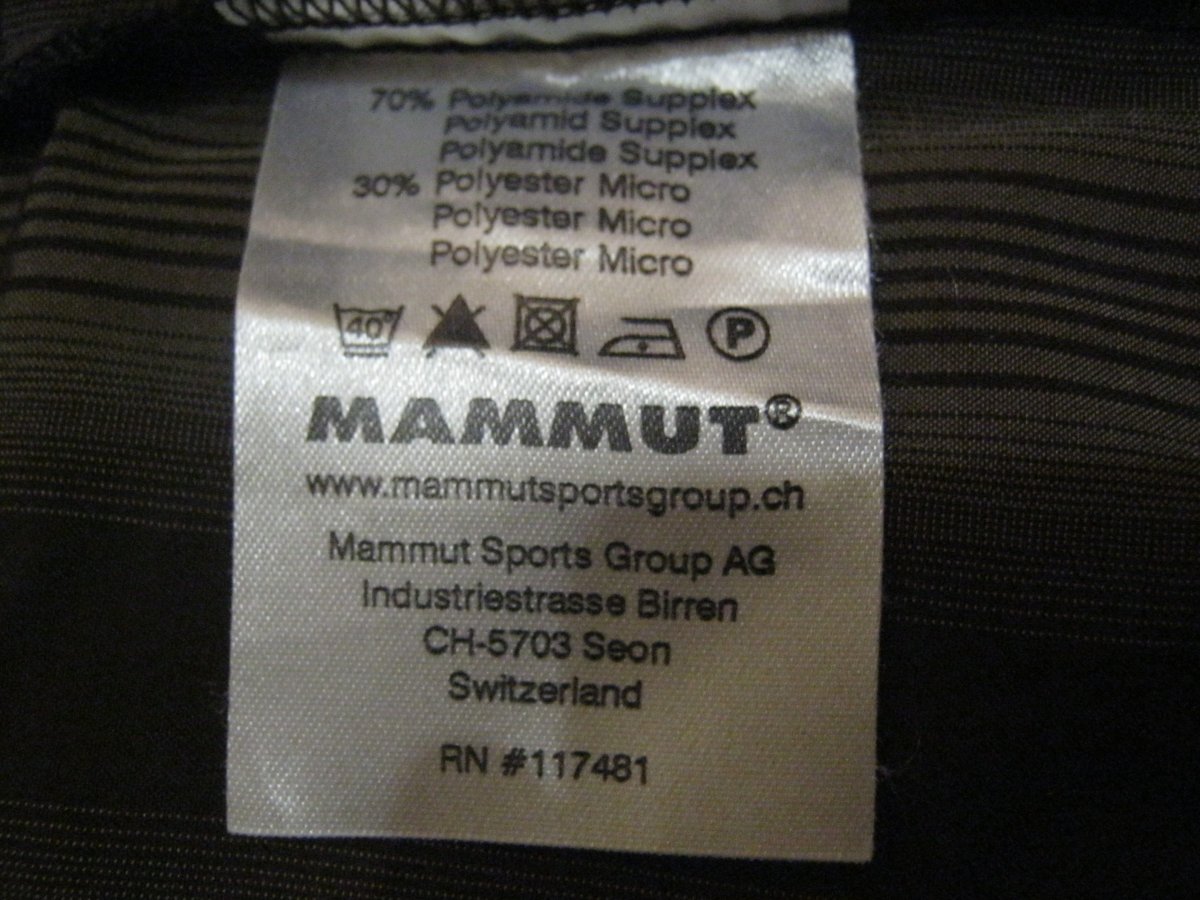 70% Polyamide Supplex
Polyamid Supplex
Polyamide Supplex
30% Polyester Micro
Polyester Micro
Polyester Micro
40° P
MAMMUT®
www.mammutsportsgroup.ch
Mammut Sports Group AG
Industriestrasse Birren
CH-5703 Seon
Switzerland
RN #117481